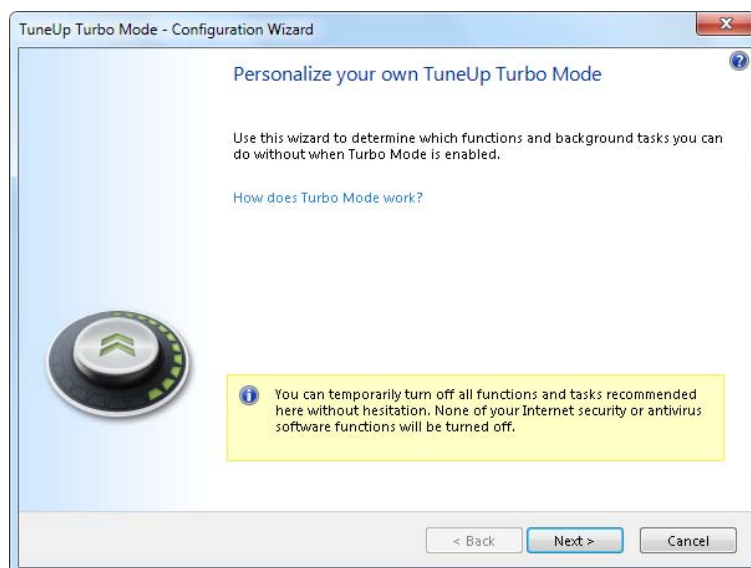 TuneUp Turbo Mode - Configuration Wizard
Personalize your own TuneUp Turbo Mode
Use this wizard to determine which functions and background tasks you can
do without when Turbo Mode is enabled.
How does Turbo Mode work?
You can temporarily turn off all functions and tasks recommended
here without hesitation. None of your Internet security or antivirus
software functions will be turned off.
< Back Next > Cancel